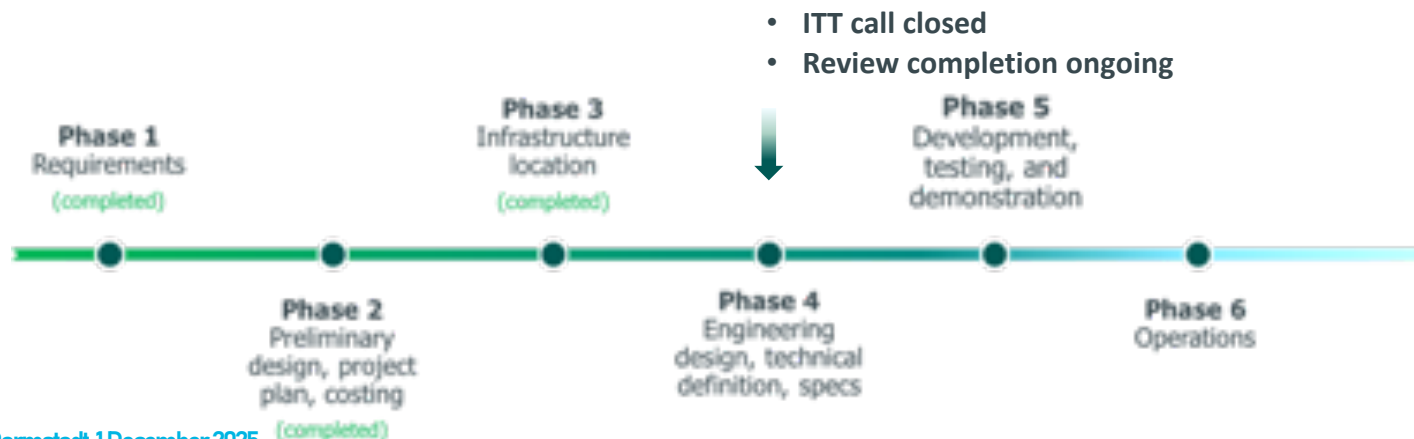 • ITT call closed
• Review completion ongoing
Phase 1
Requirements
(completed)
Phase 2
Preliminary
design, project
plan, costing
(completed)
Phase 3
Infrastructure
location
(completed)
Phase 4
Engineering
design, technical
definition, specs
Phase 5
Development,
testing, and
demonstration
Phase 6
Operations
1 December 2025